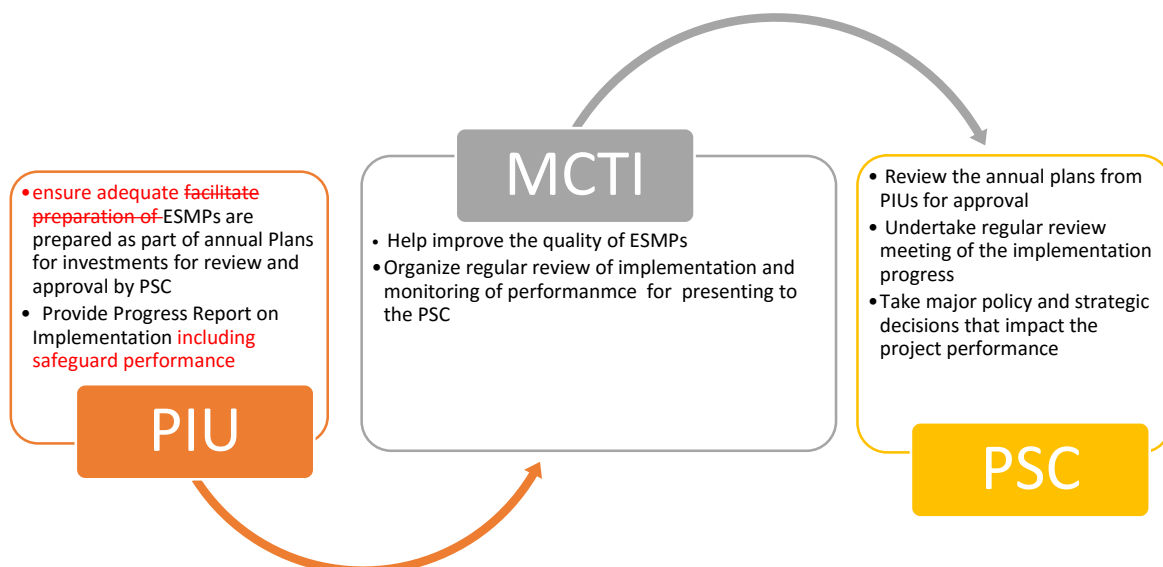 •ensure adequate facilitate
preparation of ESMPs are
prepared as part of annual Plans
for investments for review and
approval by PSC
• Provide Progress Report on
Implementation including
safeguard performance
PIU
MCTI
• Help improve the quality of ESMPs
•Organize regular review of implementation and
monitoring of performanmce for presenting to
the PSC
• Review the annual plans from
PIUs for approval
• Undertake regular review
meeting of the implementation
progress
•Take major policy and strategic
decisions that impact the
project performance
PSC